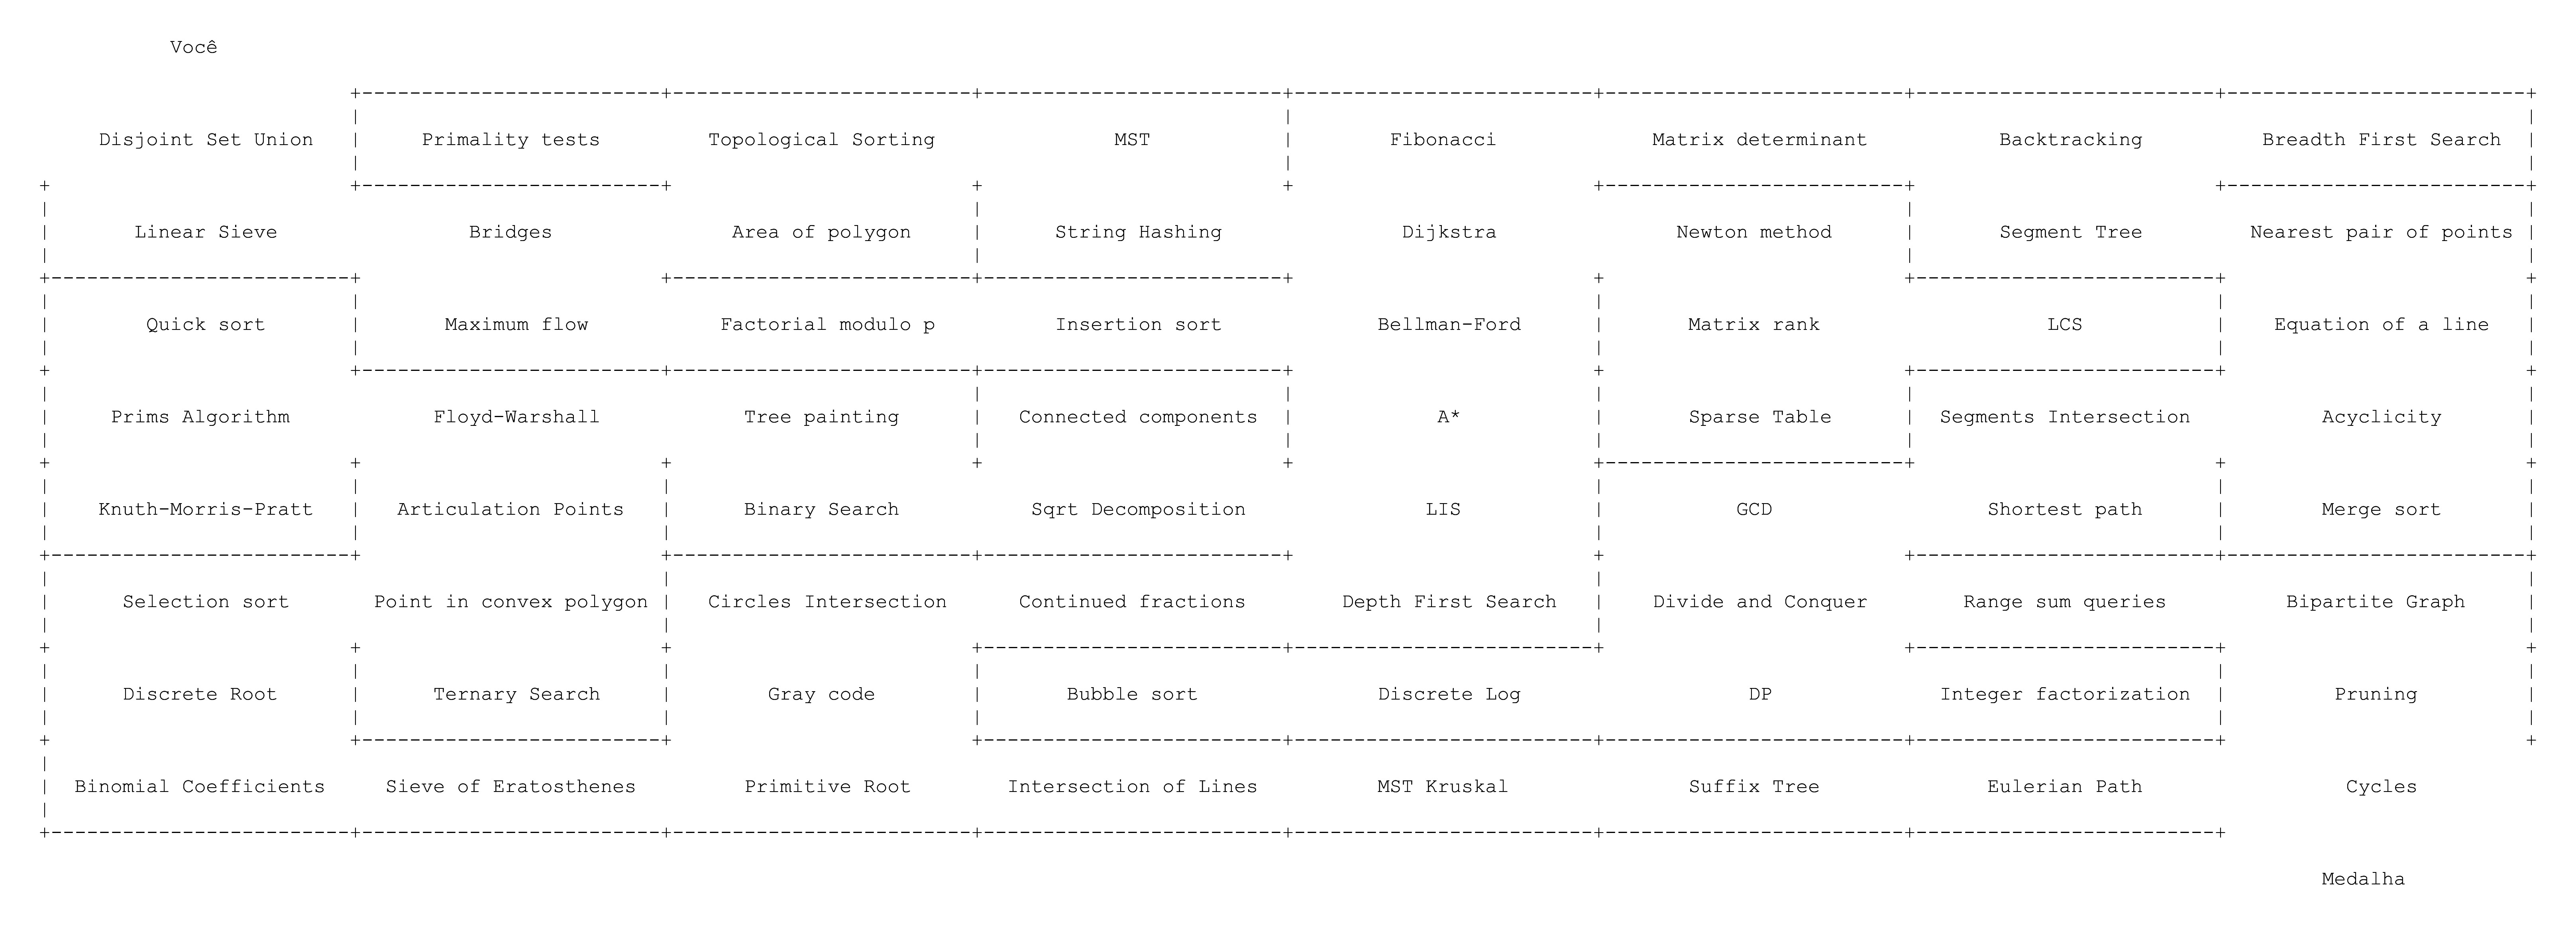 Você
Disjoint Set Union Primality tests Topological Sorting MST Fibonacci Matrix determinant Backtracking Breadth First Search
Linear Sieve Bridges Area of polygon String Hashing Dijkstra Newton method Segment Tree Nearest pair of points
Quick sort Maximum flow Factorial modulo p Insertion sort Bellman-Ford Matrix rank LCS Equation of a line
Prims Algorithm Floyd-Warshall Tree painting Connected components A* Sparse Table Segments Intersection Acyclicity
Knuth-Morris-Pratt Articulation Points Binary Search Sqrt Decomposition LIS GCD Shortest path Merge sort
Selection sort Point in convex polygon Circles Intersection Continued fractions Depth First Search Divide and Conquer Range sum queries Bipartite Graph
Discrete Root Ternary Search Gray code Bubble sort Discrete Log DP Integer factorization Pruning
Binomial Coefficients Sieve of Eratosthenes Primitive Root Intersection of Lines MST Kruskal Suffix Tree Eulerian Path Cycles
Medalha